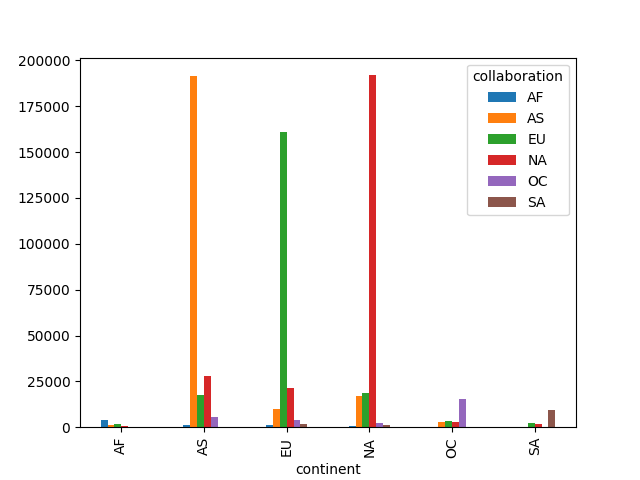 200000
175000
150000
125000
100000
75000
50000
25000
0
collaboration
AF
AS
EU
NA
OC
SA
AF
AS
EU
NA
OC
SA
continent